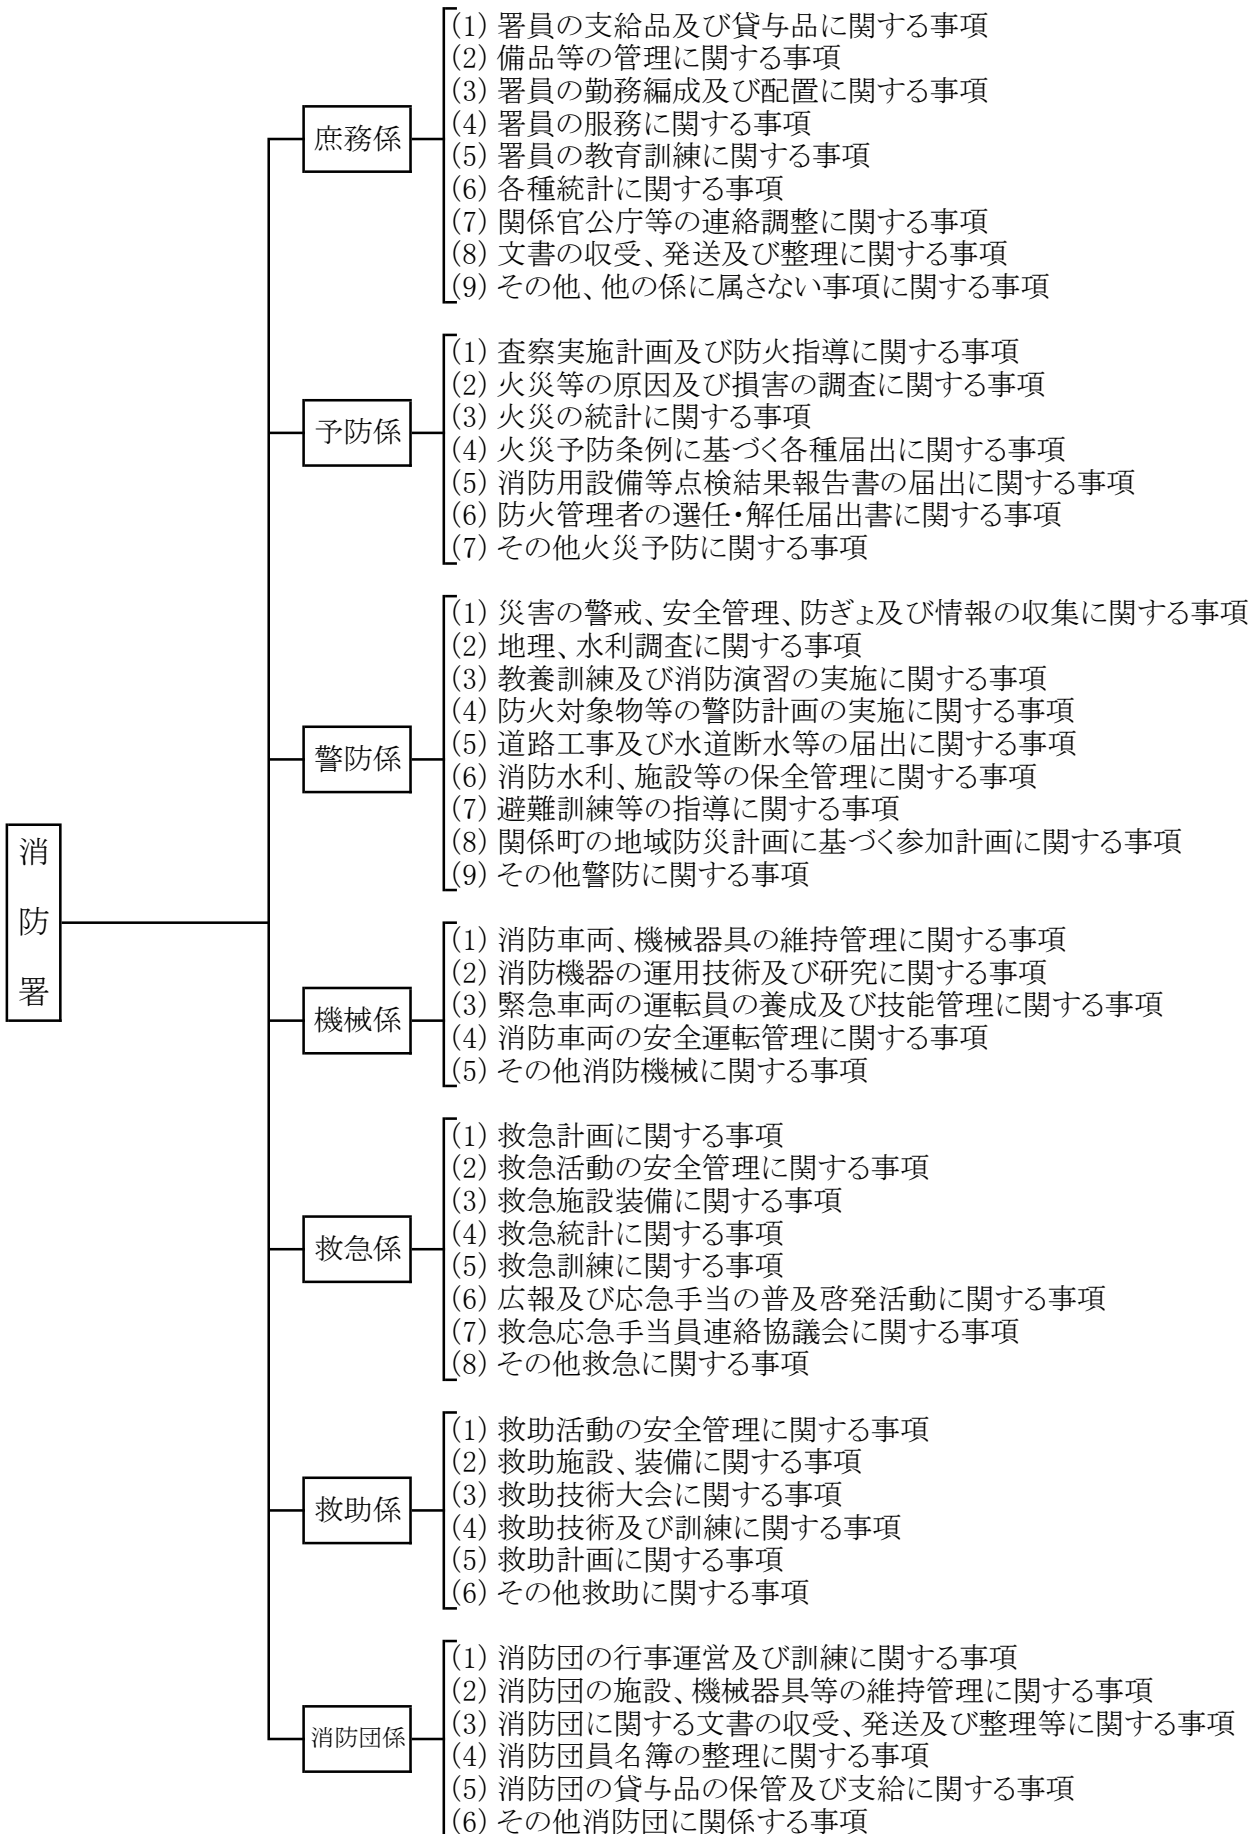 消防署
庶務係
(1) 署員の支給品及び貸与品に関する事項
(2) 備品等の管理に関する事項
(3) 署員の勤務編成及び配置に関する事項
(4) 署員の服務に関する事項
(5) 署員の教育訓練に関する事項
(6) 各種統計に関する事項
(7) 関係官公庁等の連絡調整に関する事項
(8) 文書の収受、発送及び整理に関する事項
(9) その他、他の係に属さない事項に関する事項
予防係
(1) 査察実施計画及び防火指導に関する事項
(2) 火災等の原因及び損害の調査に関する事項
(3) 火災の統計に関する事項
(4) 火災予防条例に基づく各種届出に関する事項
(5) 消防用設備等点検結果報告書の届出に関する事項
(6) 防火管理者の選任・解任届出書に関する事項
(7) その他火災予防に関する事項
警防係
(1) 災害の警戒、安全管理、防ぎょ及び情報の収集に関する事項
(2) 地理、水利調査に関する事項
(3) 教養訓練及び消防演習の実施に関する事項
(4) 防火対象物等の警防計画の実施に関する事項
(5) 道路工事及び水道断水等の届出に関する事項
(6) 消防水利、施設等の保全管理に関する事項
(7) 避難訓練等の指導に関する事項
(8) 関係町の地域防災計画に基づく参加計画に関する事項
(9) その他警防に関する事項
機械係
(1) 消防車両、機械器具の維持管理に関する事項
(2) 消防機器の運用技術及び研究に関する事項
(3) 緊急車両の運転員の養成及び技能管理に関する事項
(4) 消防車両の安全運転管理に関する事項
(5) その他消防機械に関する事項
救急係
(1) 救急計画に関する事項
(2) 救急活動の安全管理に関する事項
(3) 救急施設装備に関する事項
(4) 救急統計に関する事項
(5) 救急訓練に関する事項
(6) 広報及び応急手当の普及啓発活動に関する事項
(7) 救急応急手当員連絡協議会に関する事項
(8) その他救急に関する事項
救助係
(1) 救助活動の安全管理に関する事項
(2) 救助施設、装備に関する事項
(3) 救助技術大会に関する事項
(4) 救助技術及び訓練に関する事項
(5) 救助計画に関する事項
(6) その他救助に関する事項
消防団係
(1) 消防団の行事運営及び訓練に関する事項
(2) 消防団の施設、機械器具等の維持管理に関する事項
(3) 消防団に関する文書の収受、発送及び整理等に関する事項
(4) 消防団員名簿の整理に関する事項
(5) 消防団の貸与品の保管及び支給に関する事項
(6) その他消防団に関係する事項